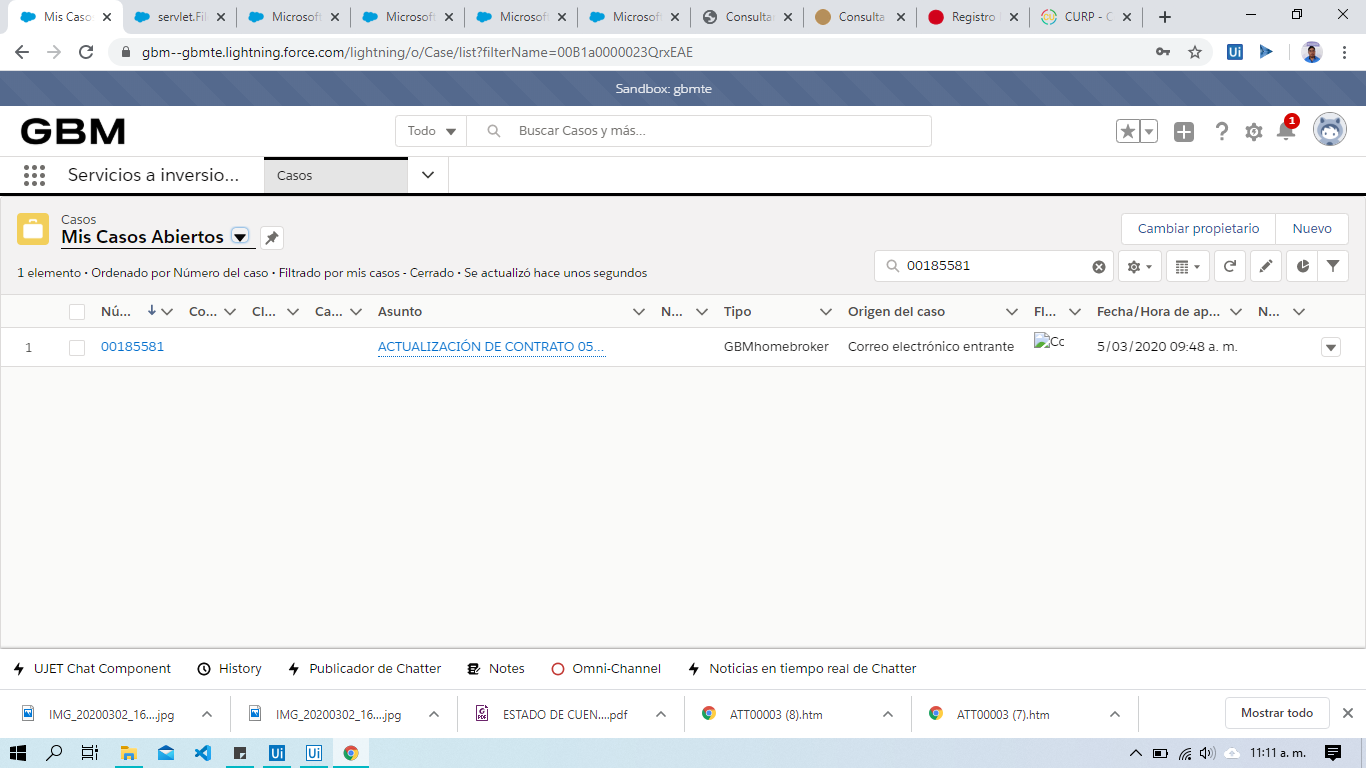 Mis Caso
servlet.Fil
Microsoft
Microsoft
Microsoft
Microsoft
Consultar
Consulta
Registro
CURP - C
gbm--gbmte.lightning.force.com/lightning/o/Case/list?filterName=00B1a0000023QrxEAE
Sandbox: gbmte
GBM
Todo
Buscar Casos y más...
1
Servicios a inversio...
Casos
Casos
Mis Casos Abiertos
Cambiar propietario
Nuevo
1 elemento • Ordenado por Número del caso • Filtrado por mis casos - Cerrado • Se actualizó hace unos segundos
00185581
Nú... Co... Cl... Ca... Asunto N... Tipo Origen del caso Fl... Fecha/Hora de ap... N...
1 00185581 ACTUALIZACIÓN DE CONTRATO 05... GBMhomebroker Correo electrónico entrante Co 5/03/2020 09:48 a. m.
UJET Chat Component
History
Publicador de Chatter
Notes
Omni-Channel
Noticias en tiempo real de Chatter
IMG_20200302_16....jpg
IMG_20200302_16....jpg
ESTADO DE CUEN....pdf
ATT00003 (8).htm
ATT00003 (7).htm
Mostrar todo
11:11 a. m.